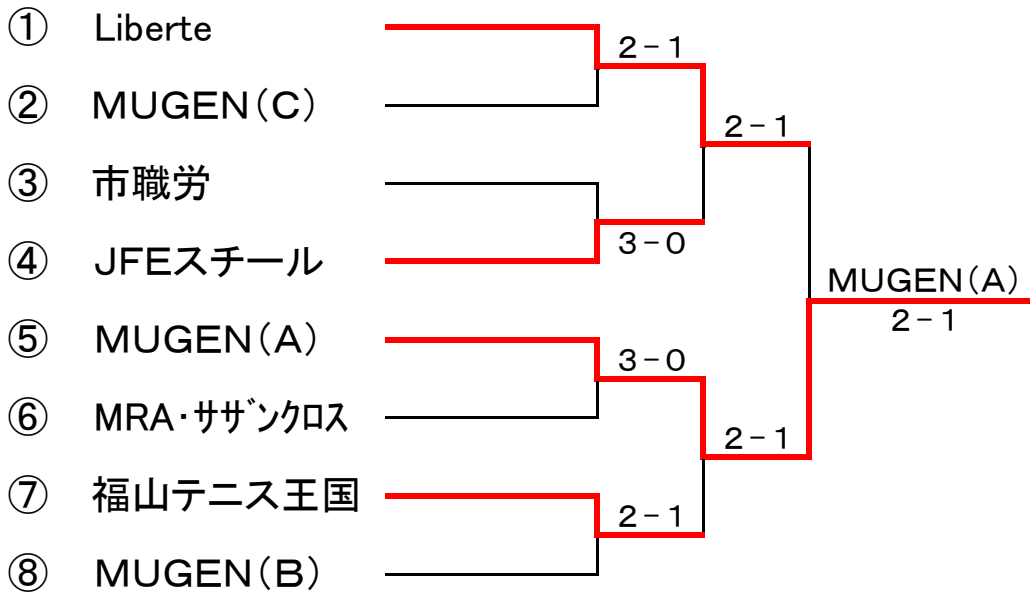 ① Liberte
2-1
② MUGEN(C)
2-1
③ 市職労
3-0
④ JFEスチール
MUGEN(A)
2-1
⑤ MUGEN(A)
3-0
⑥ MRA・ササ゛ンクロス
2-1
⑦ 福山テニス王国
2-1
⑧ MUGEN(B)